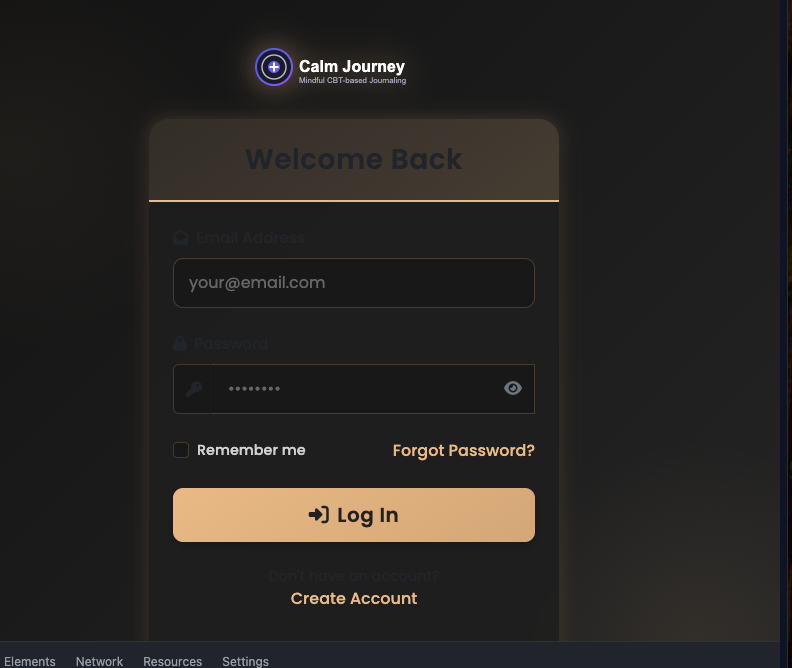 Calm Journey
Mindful CBT-based Journaling
Welcome Back
Email Address
your@email.com
Password
••••••••
Remember me
Forgot Password?
Log In
Don't have an account?
Create Account
Elements Network Resources Settings